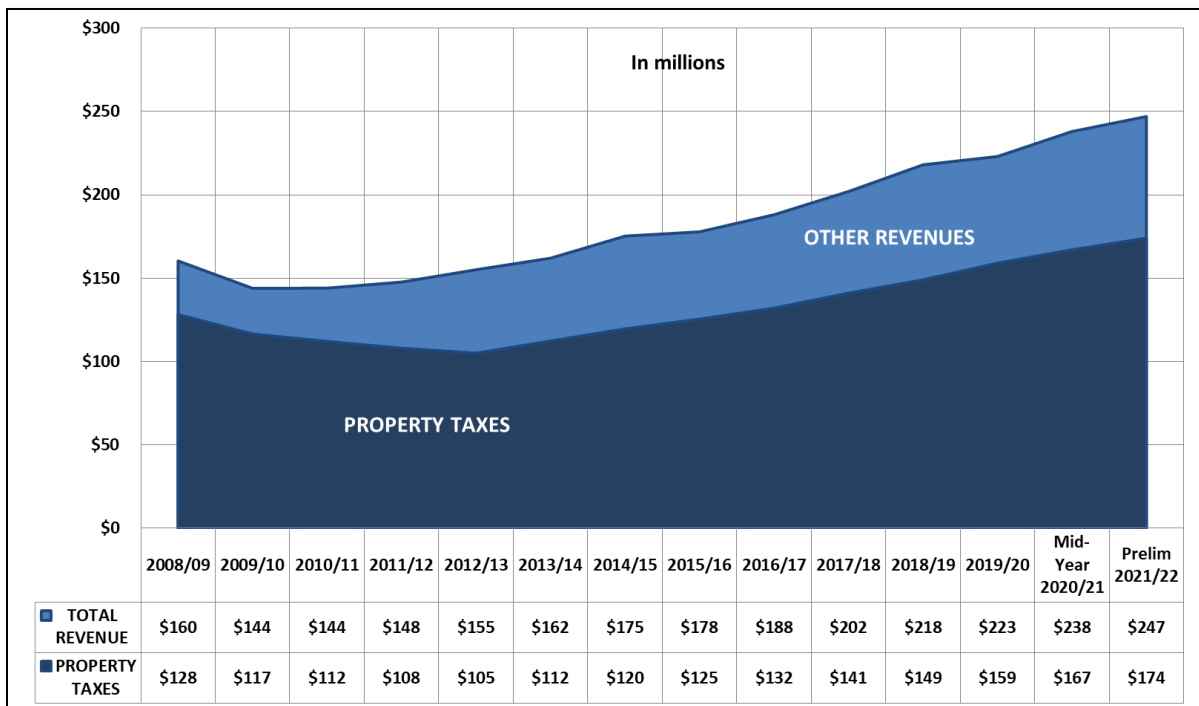 $300
In millions
$250
$200
OTHER REVENUES
$150
$100
PROPERTY TAXES
$50
$0
2008/09 2009/10 2010/11 2011/12 2012/13 2013/14 2014/15 2015/16 2016/17 2017/18 2018/19 2019/20 Mid-Year 2020/21 Prelim 2021/22
TOTAL REVENUE $160 $144 $144 $148 $155 $162 $175 $178 $188 $202 $218 $223 $238 $247
PROPERTY TAXES $128 $117 $112 $108 $105 $112 $120 $125 $132 $141 $149 $159 $167 $174